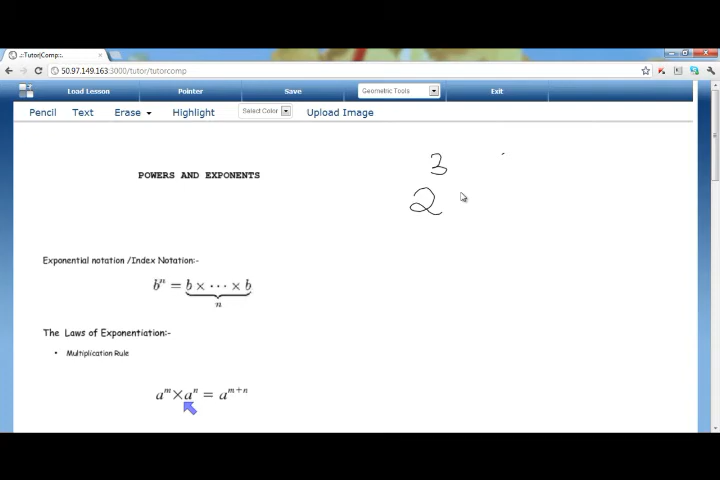 .::Tutor|Comp::.
50.97.149.163:3000/tutor/tutorcomp
Load Lesson Pointer Save Geometric Tools Exit
Pencil Text Erase Highlight Select Color Upload Image
3
2
POWERS AND EXPONENTS
Exponential notation /Index Notation:-
bⁿ = b × ⋯ × b
n
The Laws of Exponentiation:-
• Multiplication Rule
aᵐ × aⁿ = aᵐ⁺ⁿ